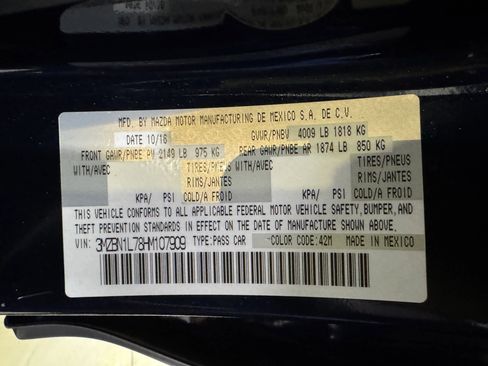 MFD. BY MAZDA MOTOR MANUFACTURING DE MEXICO S.A. DE C.V.
DATE 10/16 GVWR/PNBV 4009 LB 1818 KG
FRONT GAWR/PNBE AV 2149 LB 975 KG REAR GAWR/PNBE AR 1874 LB 850 KG
WITH/AVEC TIRES/PNEUS WITH/AVEC TIRES/PNEUS
RIMS/JANTES RIMS/JANTES
KPA/ PSI COLD/A FROID KPA/ PSI COLD/A FROID
THIS VEHICLE CONFORMS TO ALL APPLICABLE FEDERAL MOTOR VEHICLE SAFETY, BUMPER, AND
THEFT PREVENTION STANDARDS IN EFFECT ON THE DATE OF MANUFACTURE SHOWN ABOVE.
VIN: 3MZBN1L78HM107909 TYPE:PASS CAR COLOR CODE: 42M MADE IN MEXICO